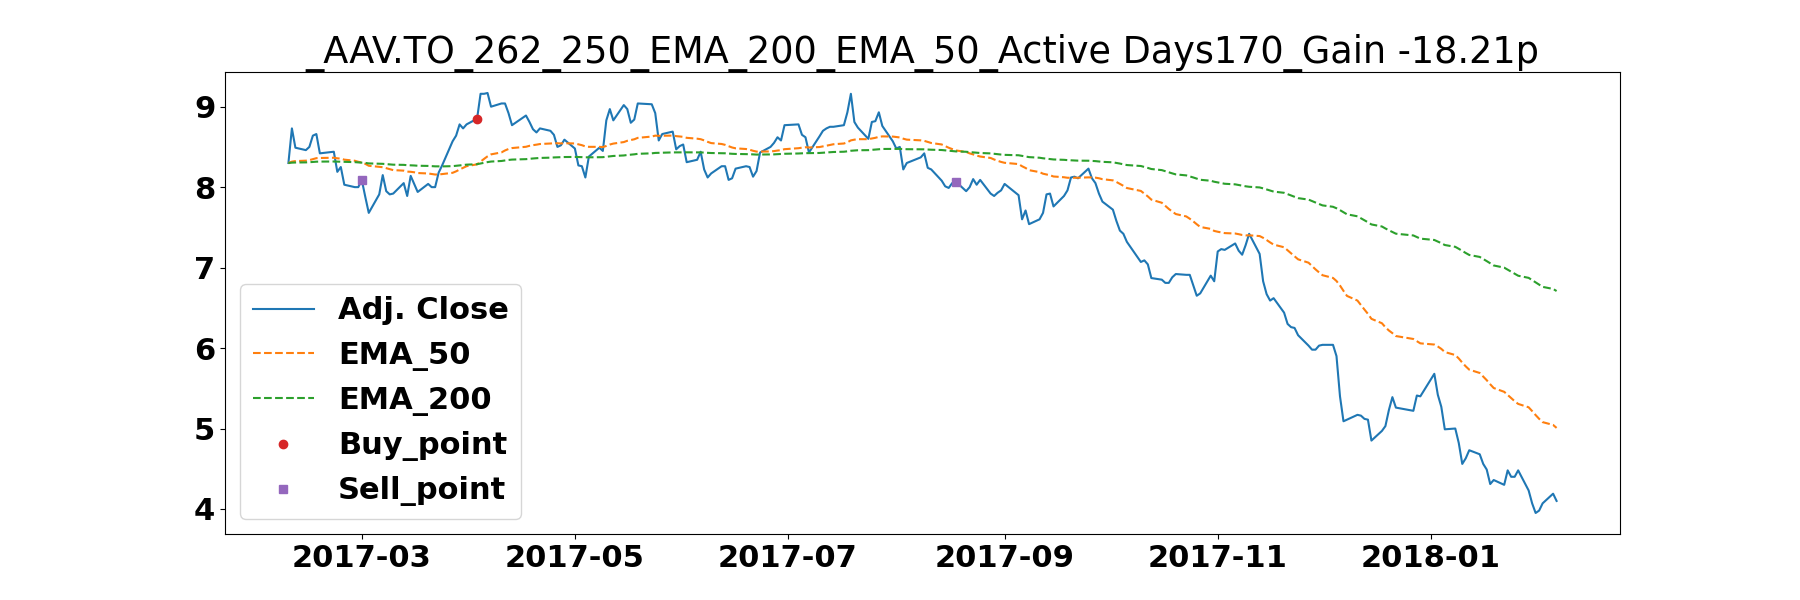 _AAV.TO_262_250_EMA_200_EMA_50_Active Days170_Gain -18.21p
9
8
7
6
5
4
Adj. Close
EMA_50
EMA_200
Buy_point
Sell_point
2017-03 2017-05 2017-07 2017-09 2017-11 2018-01